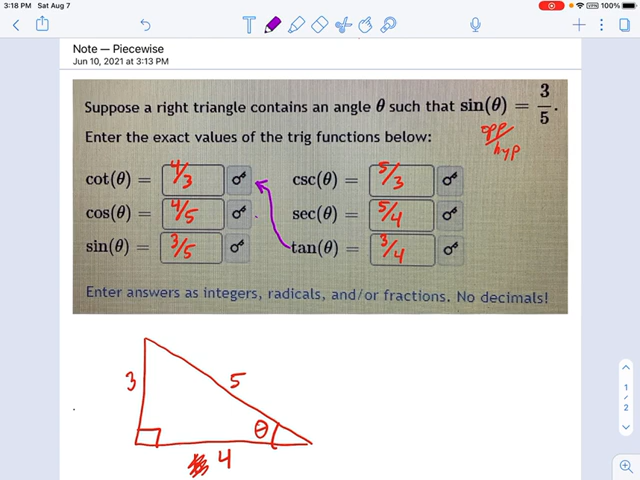 3:18 PM Sat Aug 7
100%
T
Note — Piecewise
Jun 10, 2021 at 3:13 PM
Suppose a right triangle contains an angle θ such that sin(θ) = 3/5.
opp/hyp
Enter the exact values of the trig functions below:
cot(θ) = 4/3 csc(θ) = 5/3
cos(θ) = 4/5 sec(θ) = 5/4
sin(θ) = 3/5 tan(θ) = 3/4
Enter answers as integers, radicals, and/or fractions. No decimals!
3
5
θ
4
1
/
2